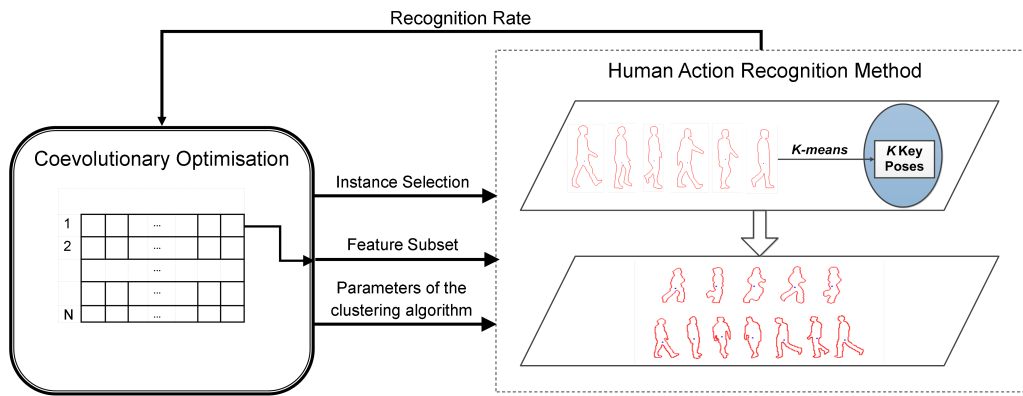 Recognition Rate
Coevolutionary Optimisation
1
...
2
...
...
...
N
...
Instance Selection
Feature Subset
Parameters of the
clustering algorithm
Human Action Recognition Method
K-means
K Key
Poses